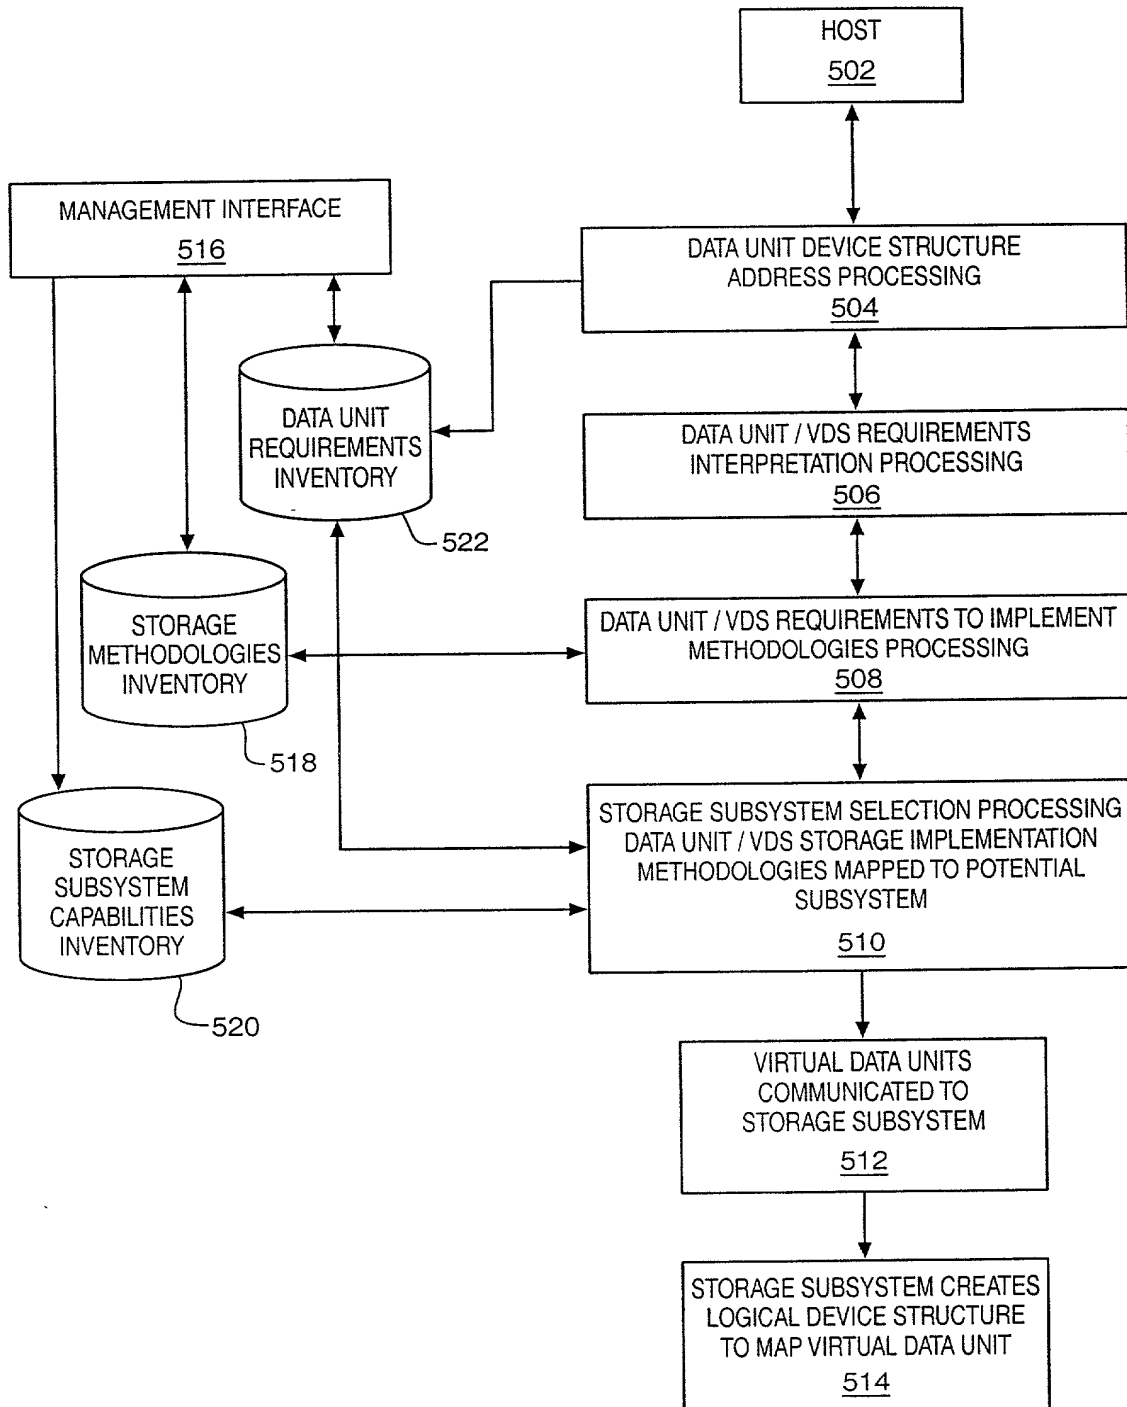 HOST
502
MANAGEMENT INTERFACE
516
DATA UNIT DEVICE STRUCTURE
ADDRESS PROCESSING
504
DATA UNIT
REQUIREMENTS
INVENTORY
522
DATA UNIT / VDS REQUIREMENTS
INTERPRETATION PROCESSING
506
STORAGE
METHODOLOGIES
INVENTORY
518
DATA UNIT / VDS REQUIREMENTS TO IMPLEMENT
METHODOLOGIES PROCESSING
508
STORAGE
SUBSYSTEM
CAPABILITIES
INVENTORY
520
STORAGE SUBSYSTEM SELECTION PROCESSING
DATA UNIT / VDS STORAGE IMPLEMENTATION
METHODOLOGIES MAPPED TO POTENTIAL
SUBSYSTEM
510
VIRTUAL DATA UNITS
COMMUNICATED TO
STORAGE SUBSYSTEM
512
STORAGE SUBSYSTEM CREATES
LOGICAL DEVICE STRUCTURE
TO MAP VIRTUAL DATA UNIT
514